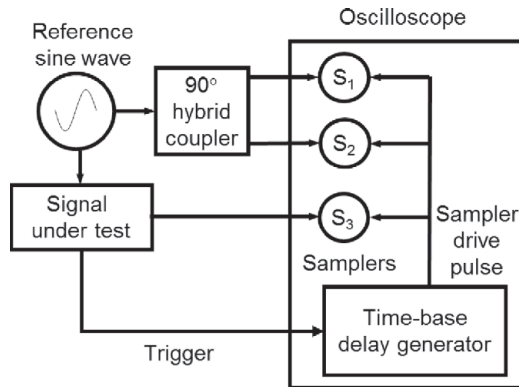 Oscilloscope
Reference
sine wave
90°
hybrid
coupler
S1
S2
Signal
under test
S3
Samplers
Sampler
drive
pulse
Time-base
delay generator
Trigger